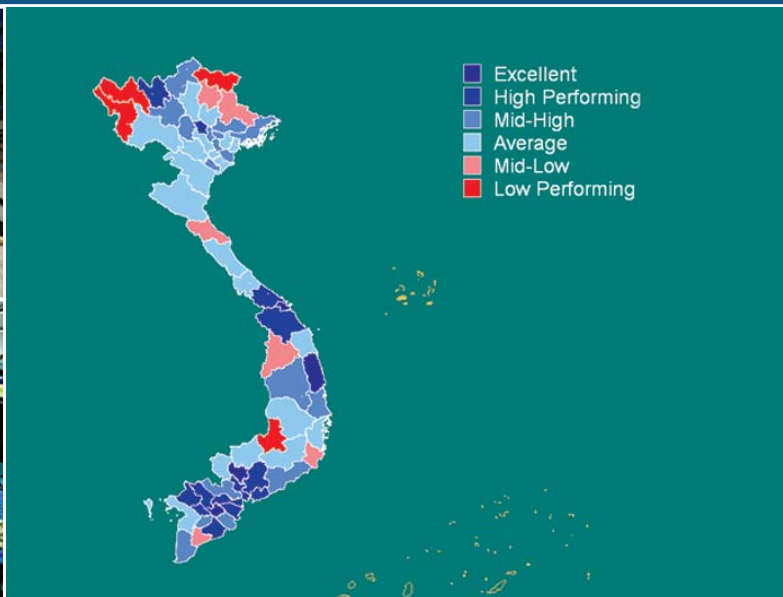 Excellent
High Performing
Mid-High
Average
Mid-Low
Low Performing